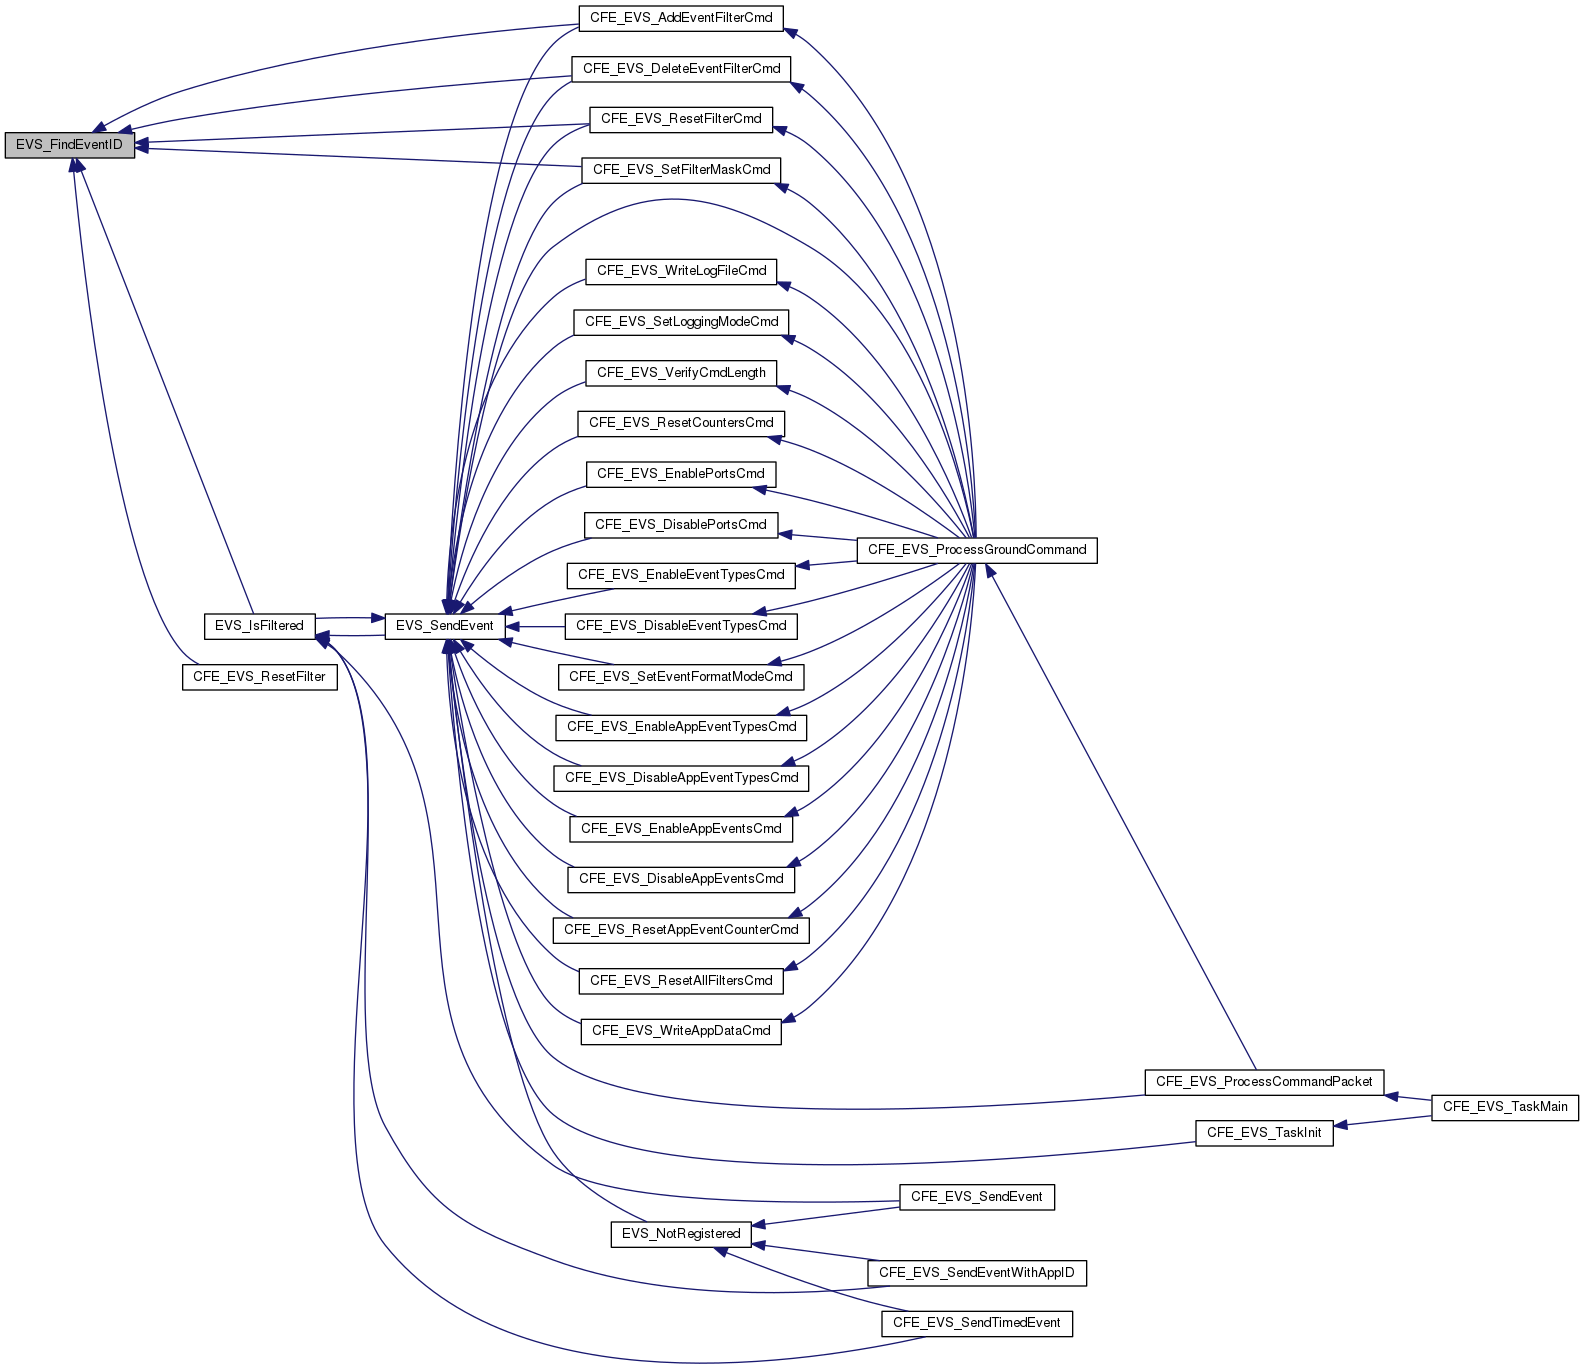 CFE_EVS_AddEventFilterCmd
CFE_EVS_DeleteEventFilterCmd
CFE_EVS_ResetFilterCmd
EVS_FindEventID
CFE_EVS_SetFilterMaskCmd
CFE_EVS_WriteLogFileCmd
CFE_EVS_SetLoggingModeCmd
CFE_EVS_VerifyCmdLength
CFE_EVS_ResetCountersCmd
CFE_EVS_EnablePortsCmd
CFE_EVS_DisablePortsCmd
CFE_EVS_ProcessGroundCommand
CFE_EVS_EnableEventTypesCmd
EVS_IsFiltered
EVS_SendEvent
CFE_EVS_DisableEventTypesCmd
CFE_EVS_ResetFilter
CFE_EVS_SetEventFormatModeCmd
CFE_EVS_EnableAppEventTypesCmd
CFE_EVS_DisableAppEventTypesCmd
CFE_EVS_EnableAppEventsCmd
CFE_EVS_DisableAppEventsCmd
CFE_EVS_ResetAppEventCounterCmd
CFE_EVS_ResetAllFiltersCmd
CFE_EVS_WriteAppDataCmd
CFE_EVS_ProcessCommandPacket
CFE_EVS_TaskMain
CFE_EVS_TaskInit
CFE_EVS_SendEvent
EVS_NotRegistered
CFE_EVS_SendEventWithAppID
CFE_EVS_SendTimedEvent